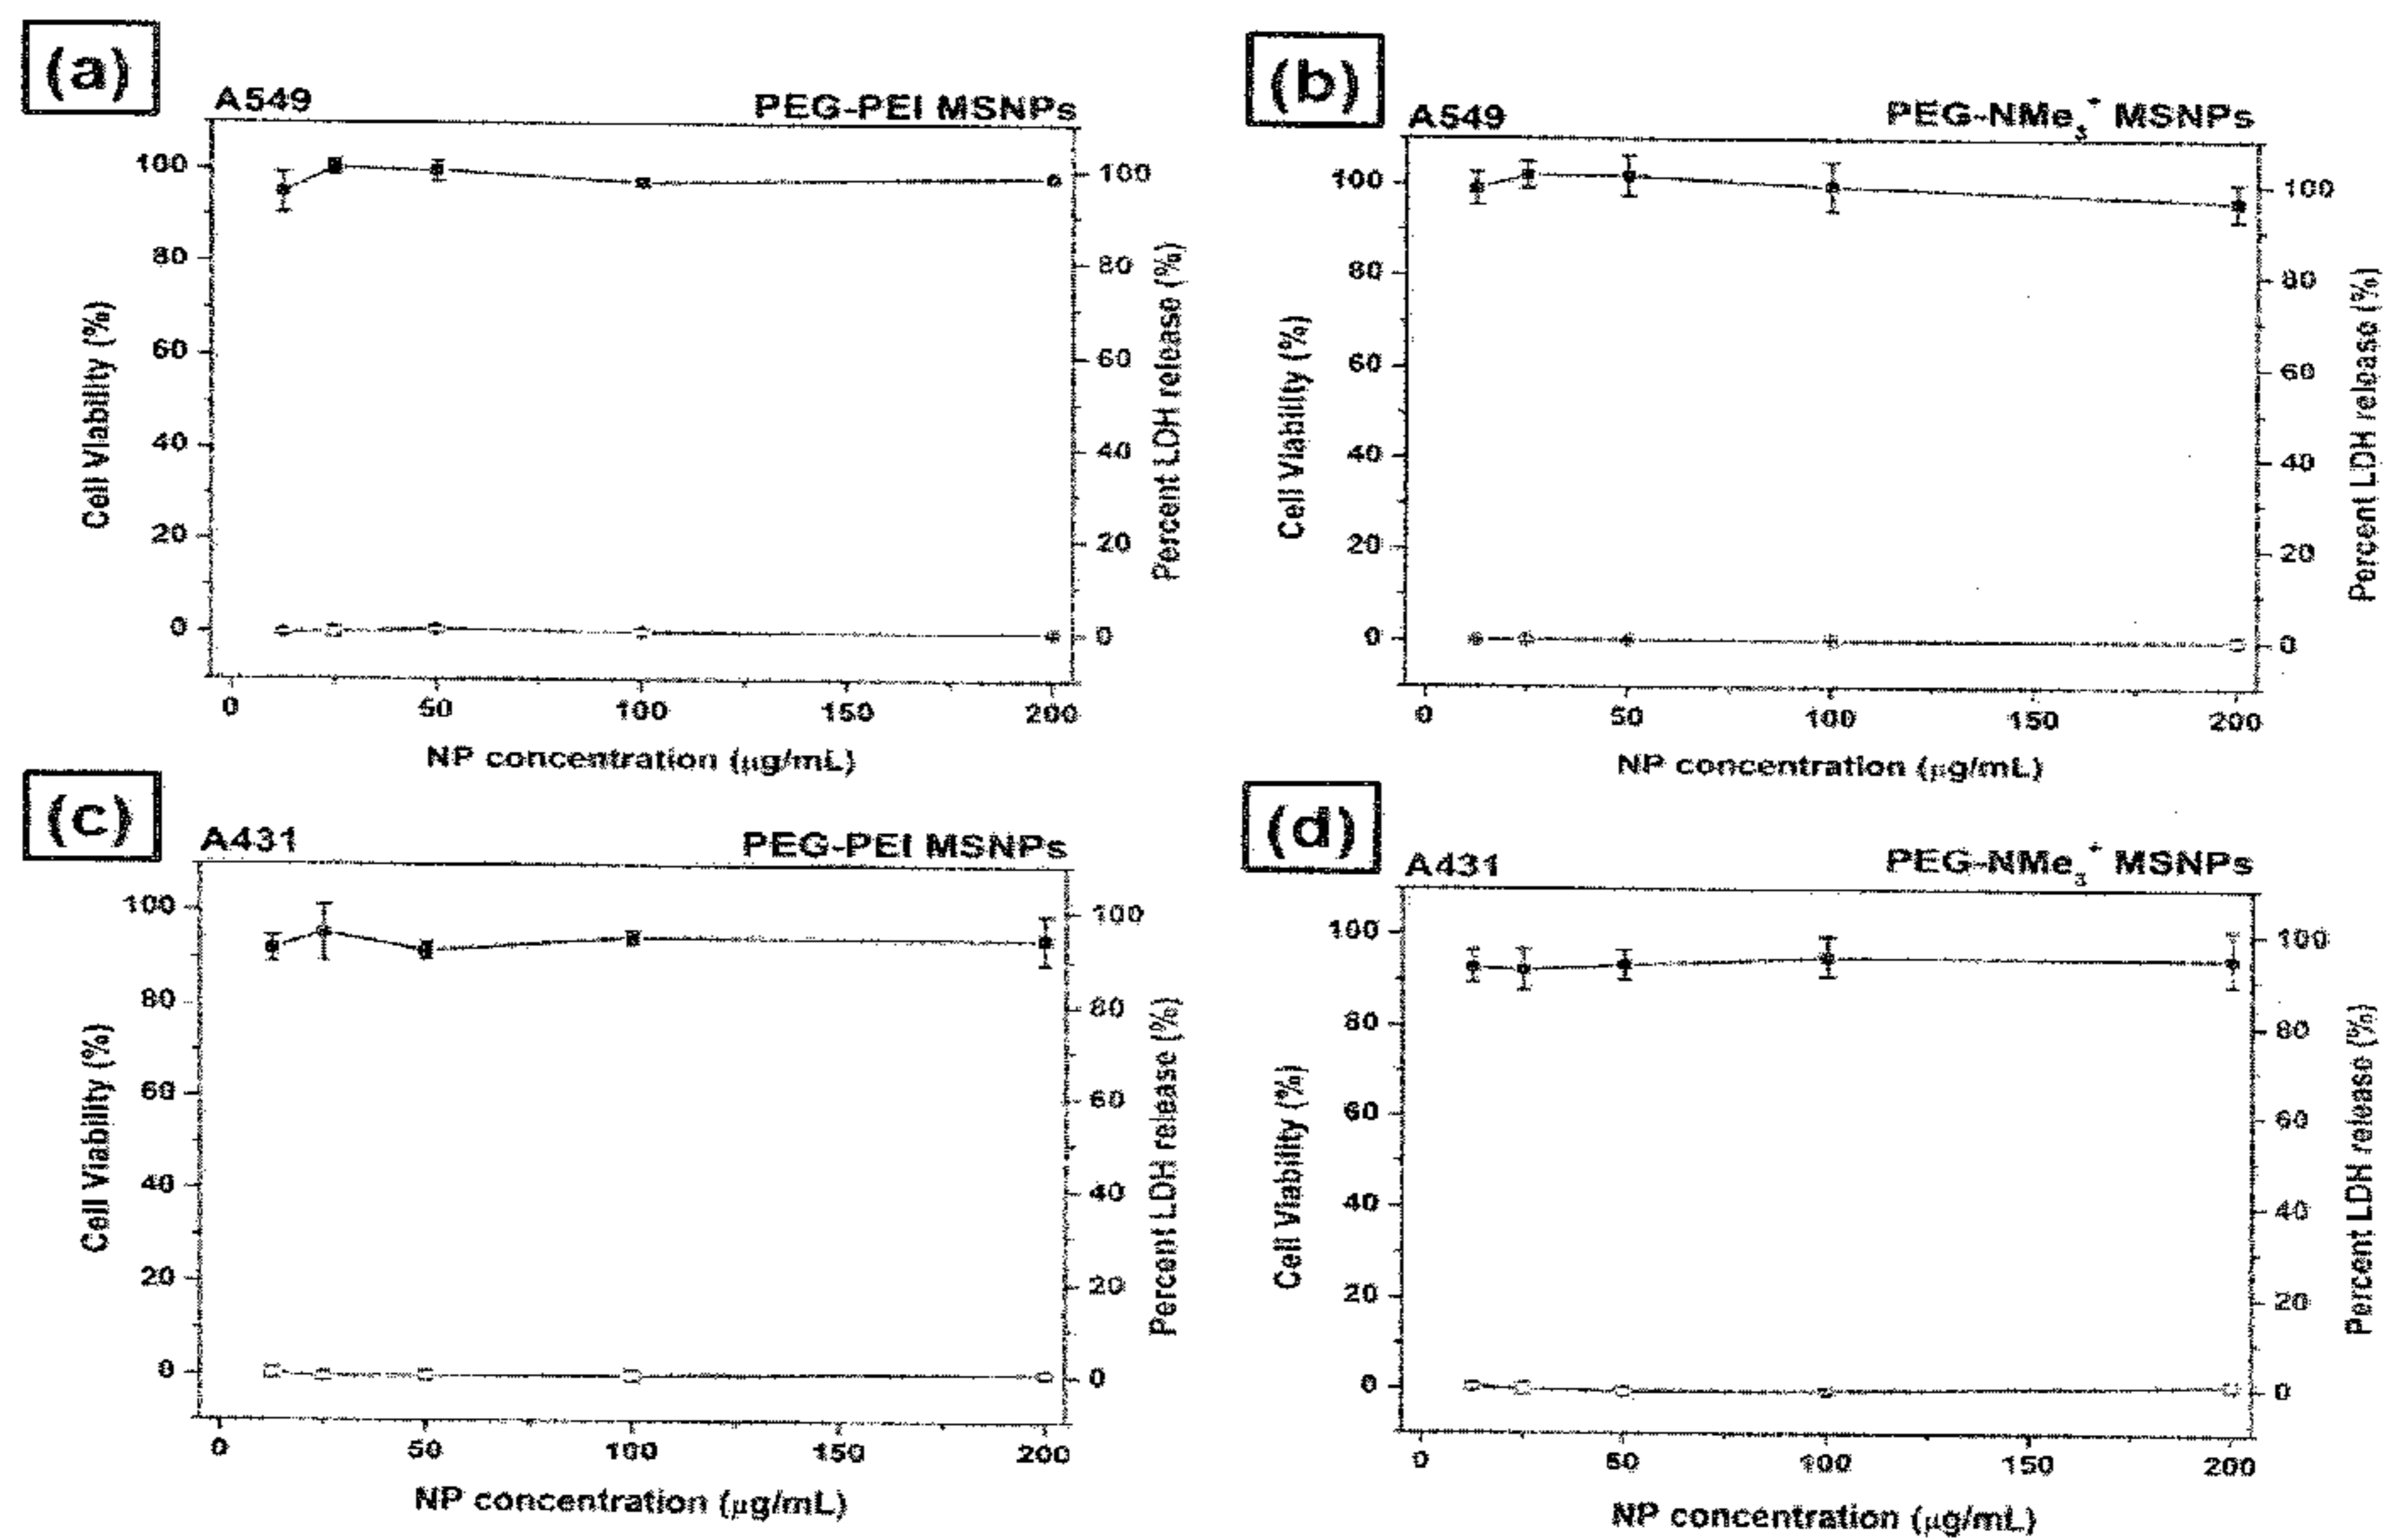 (a)
A549 PEG-PEI MSNPs
100
80
60
40
20
0
Cell Viability (%)
100
80
60
40
20
0
Percent LDH release (%)
0 50 100 150 200
NP concentration (µg/mL)
(b)
A549 PEG-NMe₃⁺ MSNPs
100
80
60
40
20
0
Cell Viability (%)
100
80
60
40
20
0
Percent LDH release (%)
0 50 100 150 200
NP concentration (µg/mL)
(c)
A431 PEG-PEI MSNPs
100
80
60
40
20
0
Cell Viability (%)
100
80
60
40
20
0
Percent LDH release (%)
0 50 100 150 200
NP concentration (µg/mL)
(d)
A431 PEG-NMe₃⁺ MSNPs
100
80
60
40
20
0
Cell Viability (%)
100
80
60
40
20
0
Percent LDH release (%)
0 50 100 150 200
NP concentration (µg/mL)